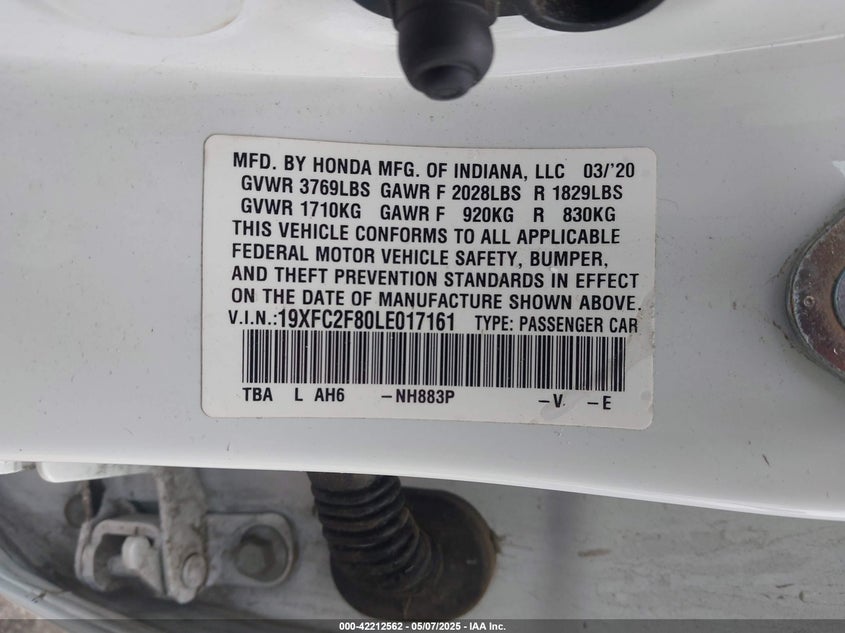 MFD. BY HONDA MFG. OF INDIANA, LLC 03/'20
GVWR 3769LBS GAWR F 2028LBS R 1829LBS
GVWR 1710KG GAWR F 920KG R 830KG
THIS VEHICLE CONFORMS TO ALL APPLICABLE
FEDERAL MOTOR VEHICLE SAFETY, BUMPER,
AND THEFT PREVENTION STANDARDS IN EFFECT
ON THE DATE OF MANUFACTURE SHOWN ABOVE.
V.I.N.:19XFC2F80LE017161 TYPE: PASSENGER CAR
TBA L AH6 -NH883P -V -E
000-42212562 - 05/07/2025 - IAA Inc.